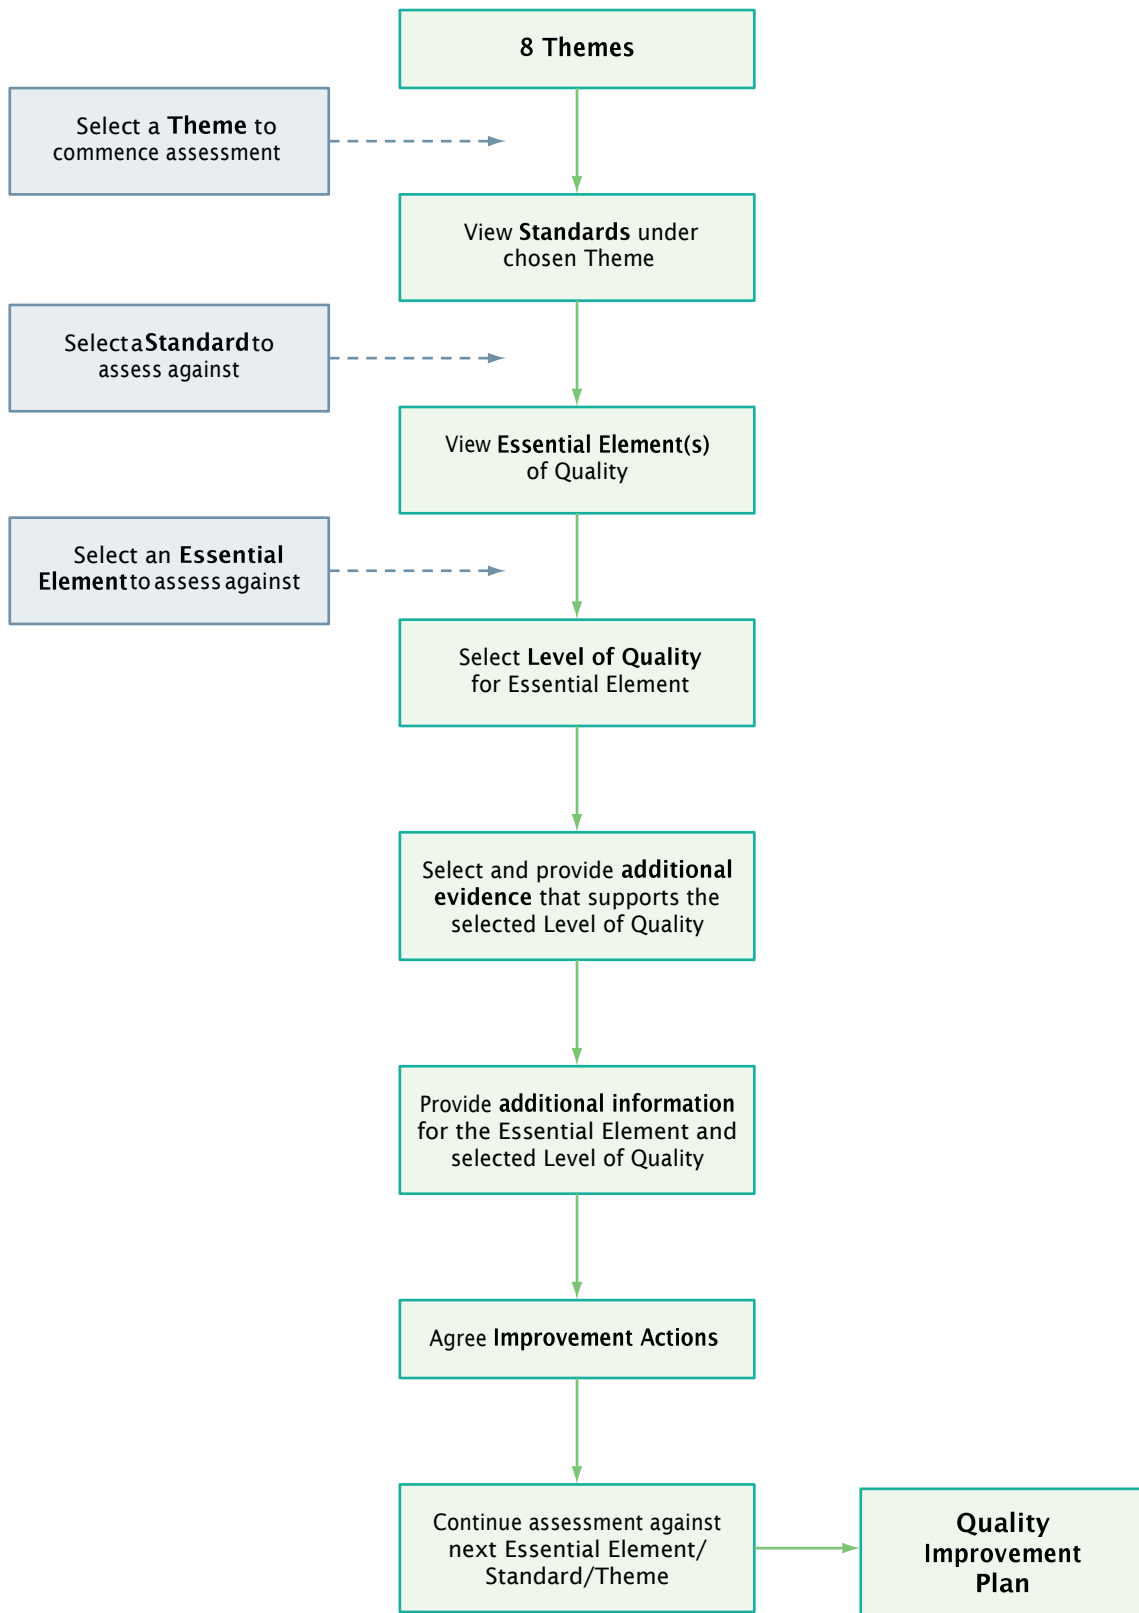 8 Themes
Select a Theme to
commence assessment
View Standards under
chosen Theme
Select a Standard to
assess against
View Essential Element(s)
of Quality
Select an Essential
Element to assess against
Select Level of Quality
for Essential Element
Select and provide additional
evidence that supports the
selected Level of Quality
Provide additional information
for the Essential Element and
selected Level of Quality
Agree Improvement Actions
Continue assessment against
next Essential Element/
Standard/Theme
Quality
Improvement
Plan